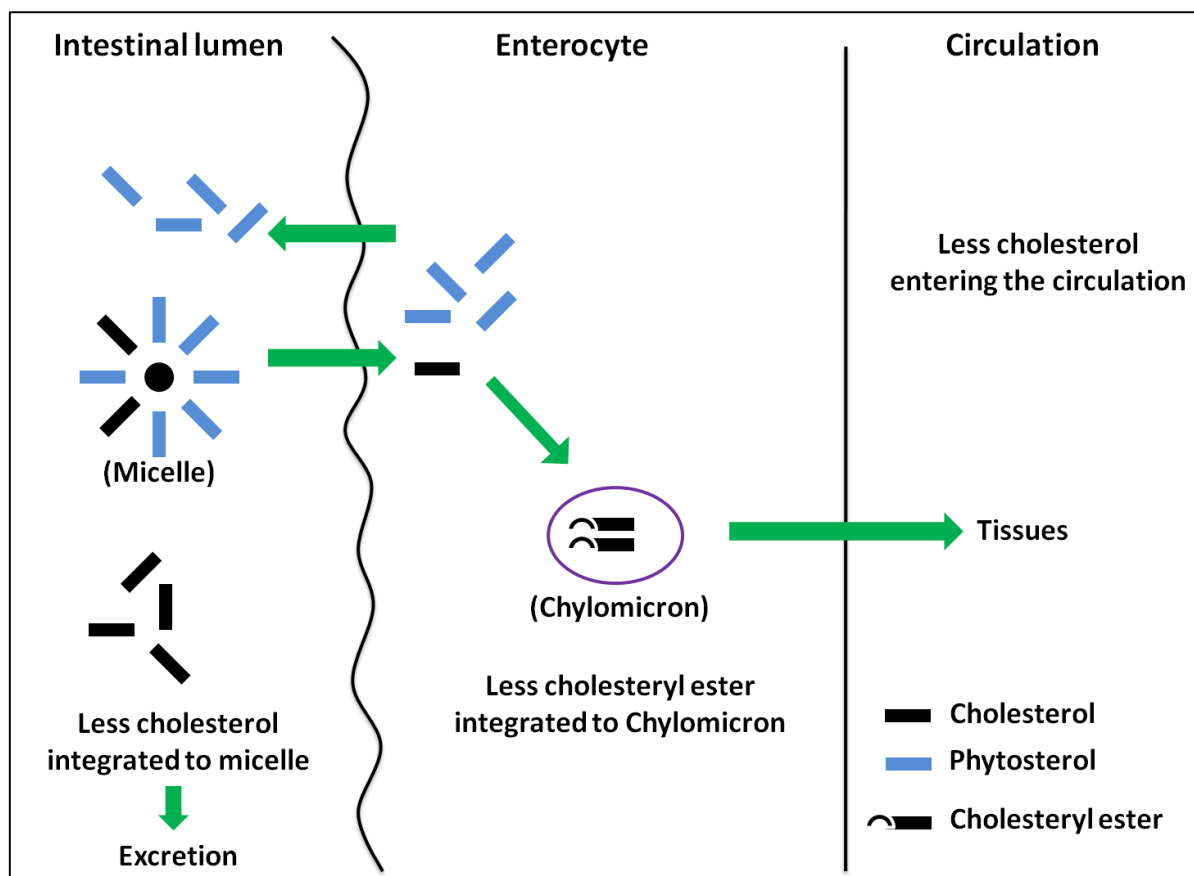 Intestinal lumen
Enterocyte
Circulation
Less cholesterol
entering the circulation
(Micelle)
Tissues
(Chylomicron)
Less cholesteryl ester
integrated to Chylomicron
Less cholesterol
integrated to micelle
Excretion
Cholesterol
Phytosterol
Cholesteryl ester